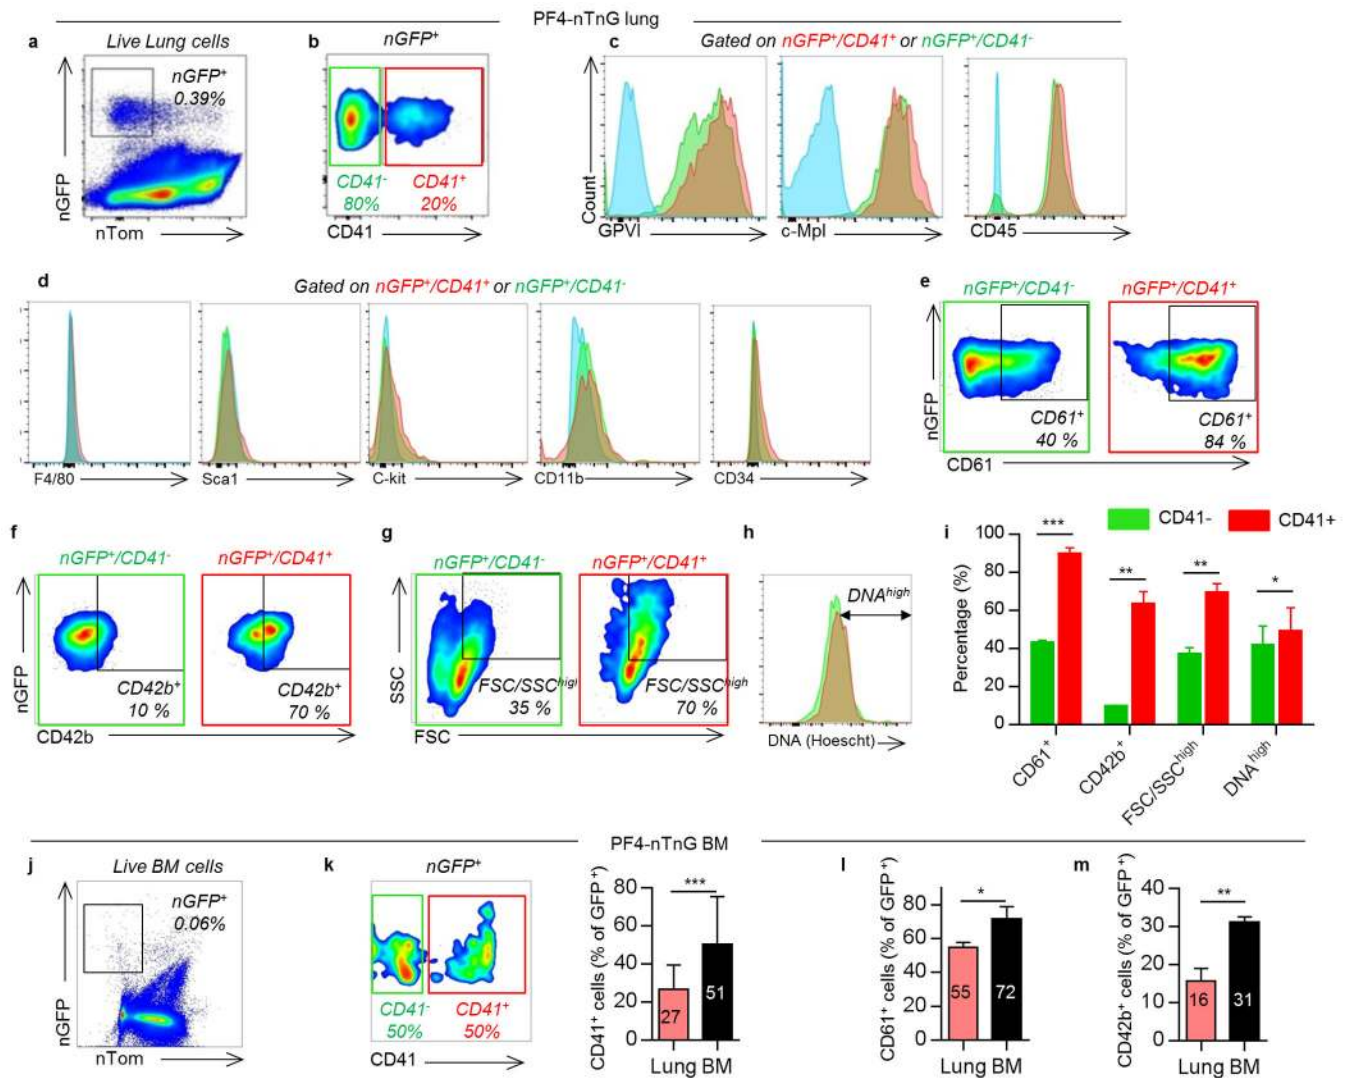 PF4-nTnG lung
a
Live Lung cells
nGFP+
0.39%
nGFP
nTom
b
nGFP+
CD41-
80%
CD41+
20%
CD41
c
Gated on nGFP+/CD41+ or nGFP+/CD41-
Count
GPVI
c-Mpl
CD45
d
Gated on nGFP+/CD41+ or nGFP+/CD41-
F4/80
Sca1
C-kit
CD11b
CD34
e
nGFP+/CD41-
nGFP+/CD41+
nGFP
CD61+
40 %
CD61+
84 %
CD61
f
nGFP+/CD41-
nGFP+/CD41+
nGFP
CD42b+
10 %
CD42b+
70 %
CD42b
g
nGFP+/CD41-
nGFP+/CD41+
SSC
FSC/SSChigh
35 %
FSC/SSChigh
70 %
FSC
h
DNAhigh
DNA (Hoescht)
i
CD41-
CD41+
Percentage (%)
100
80
60
40
20
0
***
**
**
*
CD61+
CD42b+
FSC/SSChigh
DNAhigh
PF4-nTnG BM
j
Live BM cells
nGFP+
0.06%
nGFP
nTom
k
nGFP+
CD41-
50%
CD41+
50%
CD41
CD41+ cells (% of GFP+)
80
60
40
20
0
***
27
51
Lung BM
l
CD61+ cells (% of GFP+)
80
60
40
20
0
*
55
72
Lung BM
m
CD42b+ cells (% of GFP+)
40
30
20
10
0
**
16
31
Lung BM